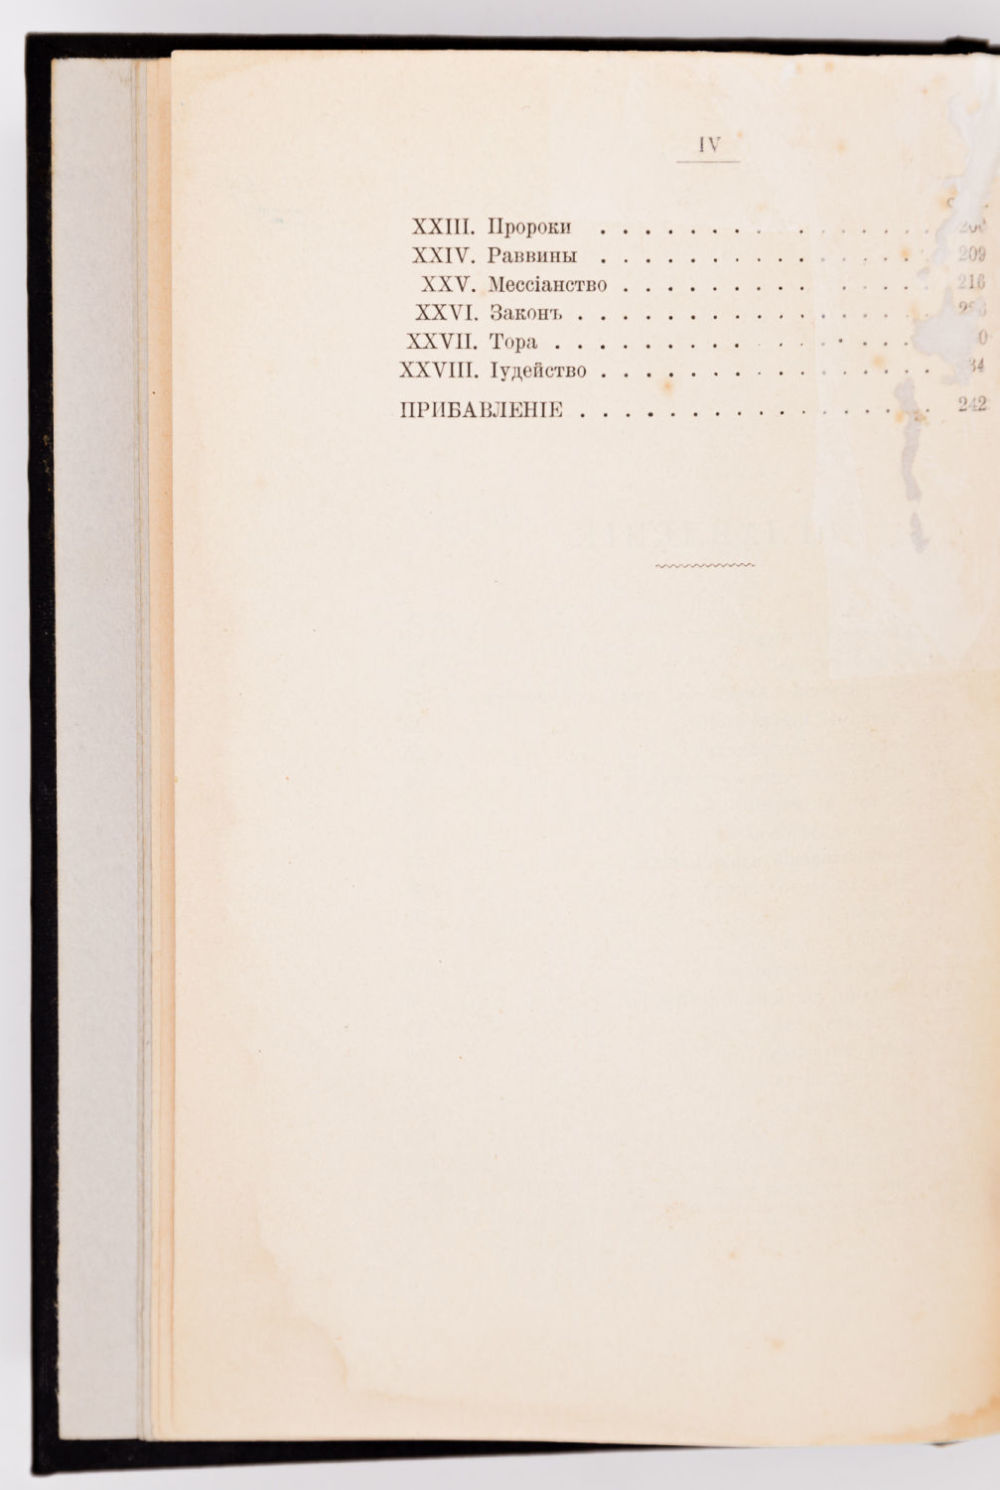 IV
XXIII. Пророки . . . . . . . . . . . . . . .
XXIV. Раввины . . . . . . . . . . . . . . . 209
XXV. Мессіанство . . . . . . . . . . . . . . 216
XXVI. Законъ . . . . . . . . . . . . . . . .
XXVII. Тора . . . . . . . . . . . . . . . . .
XXVIII. Іудейство . . . . . . . . . . . . . . .
ПРИБАВЛЕНІЕ . . . . . . . . . . . . . . . . 242